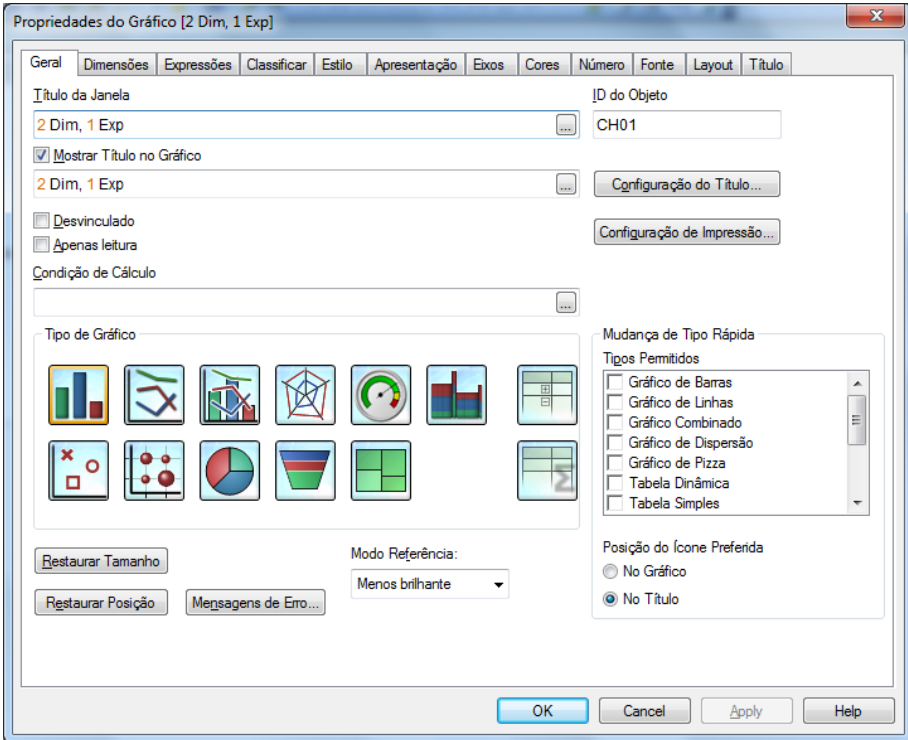 Propriedades do Gráfico [2 Dim, 1 Exp]
Geral Dimensões Expressões Classificar Estilo Apresentação Eixos Cores Número Fonte Layout Título
Título da Janela
ID do Objeto
2 Dim, 1 Exp
...
CH01
Mostrar Título no Gráfico
2 Dim, 1 Exp
...
Configuração do Título...
Desvinculado
Apenas leitura
Configuração de Impressão...
Condição de Cálculo
...
Tipo de Gráfico
Mudança de Tipo Rápida
Tipos Permitidos
Gráfico de Barras
Gráfico de Linhas
Gráfico Combinado
Gráfico de Dispersão
Gráfico de Pizza
Tabela Dinâmica
Tabela Simples
Restaurar Tamanho
Modo Referência:
Menos brilhante
Restaurar Posição
Mensagens de Erro...
Posição do Ícone Preferida
No Gráfico
No Título
OK Cancel Apply Help